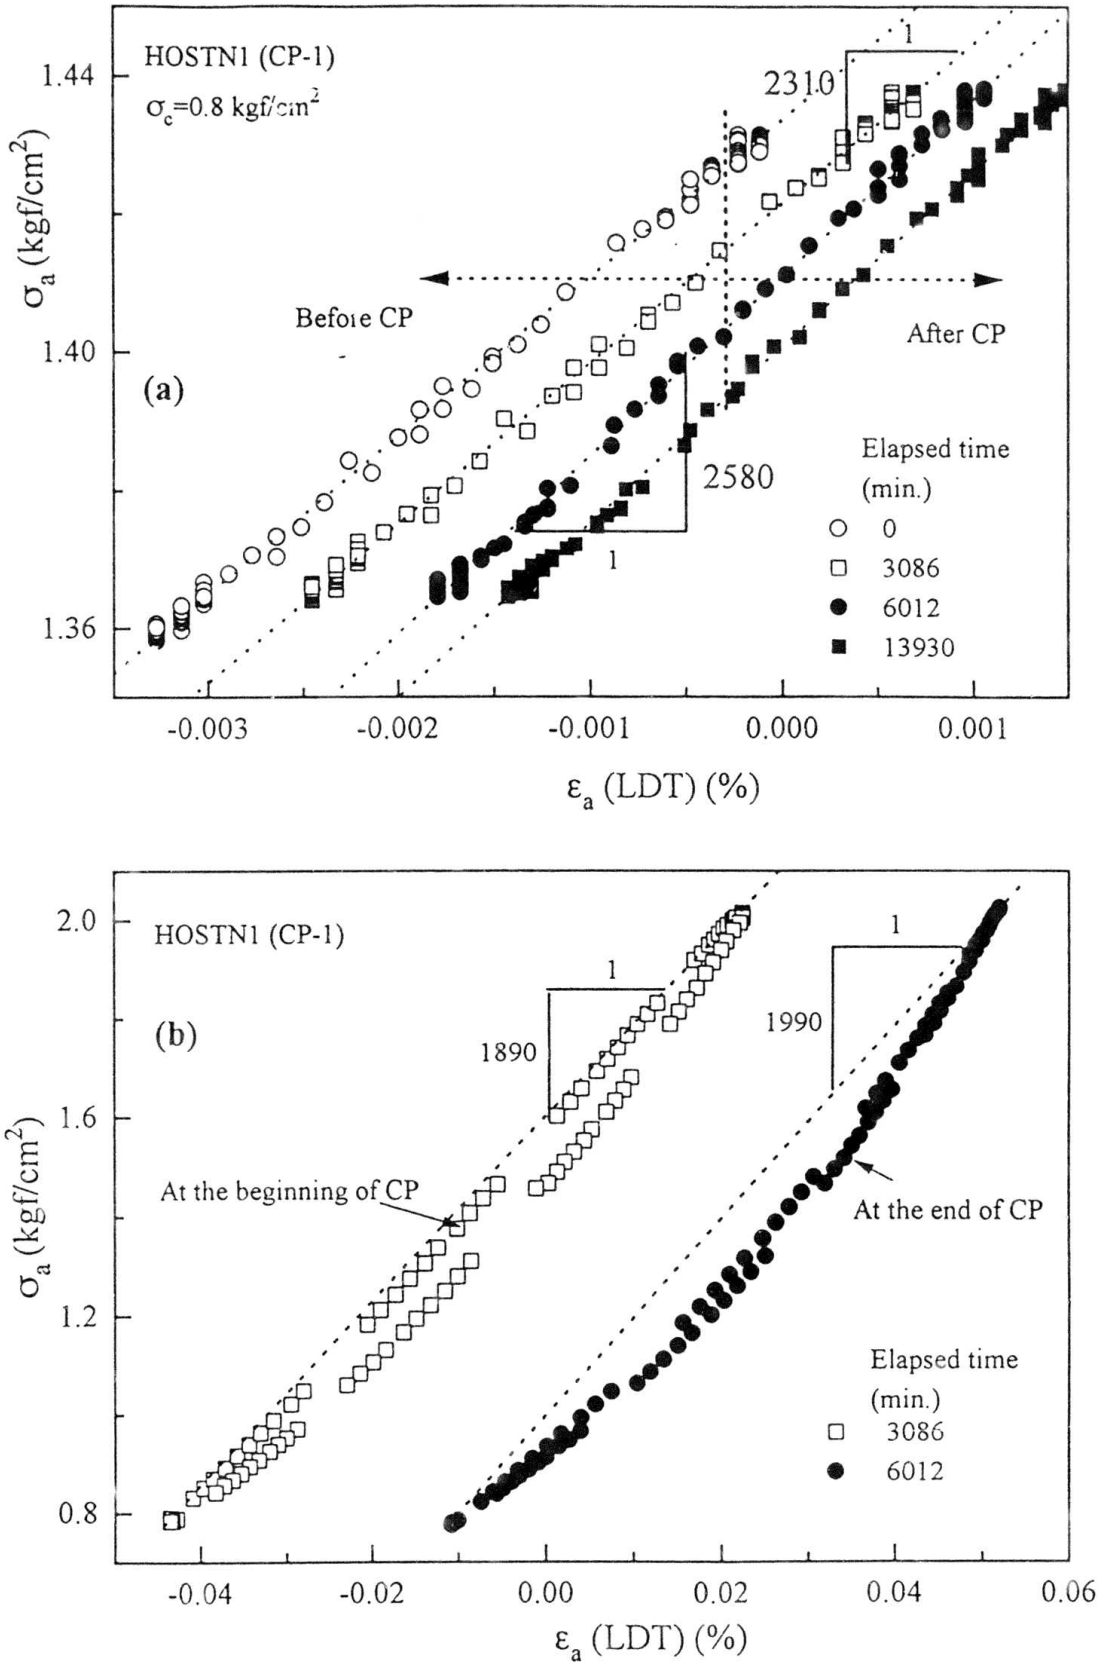 HOSTN1 (CP-1)
σc=0.8 kgf/cm2
1
2310
1.44
1.40
1.36
σa (kgf/cm2)
Before CP
After CP
(a)
2580
1
Elapsed time
(min.)
0
3086
6012
13930
-0.003
-0.002
-0.001
0.000
0.001
εa (LDT) (%)
HOSTN1 (CP-1)
(b)
1
1890
1
1990
2.0
1.6
1.2
0.8
σa (kgf/cm2)
At the beginning of CP
At the end of CP
Elapsed time
(min.)
3086
6012
-0.04
-0.02
0.00
0.02
0.04
0.06
εa (LDT) (%)